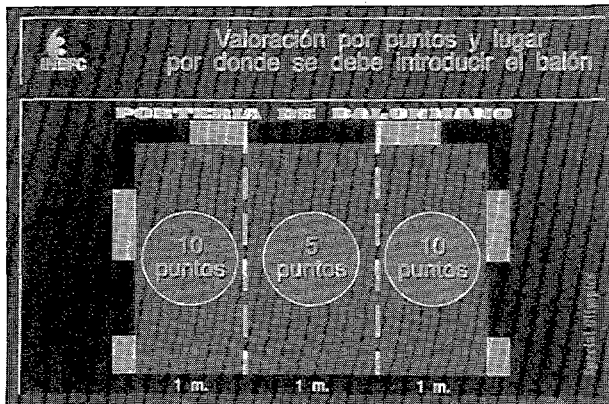 INEFC
Valoración por puntos y lugar
por donde se debe introducir el balón
PORTERIA DE BALONMANO
10 puntos
5 puntos
10 puntos
1 m. 1 m. 1 m.